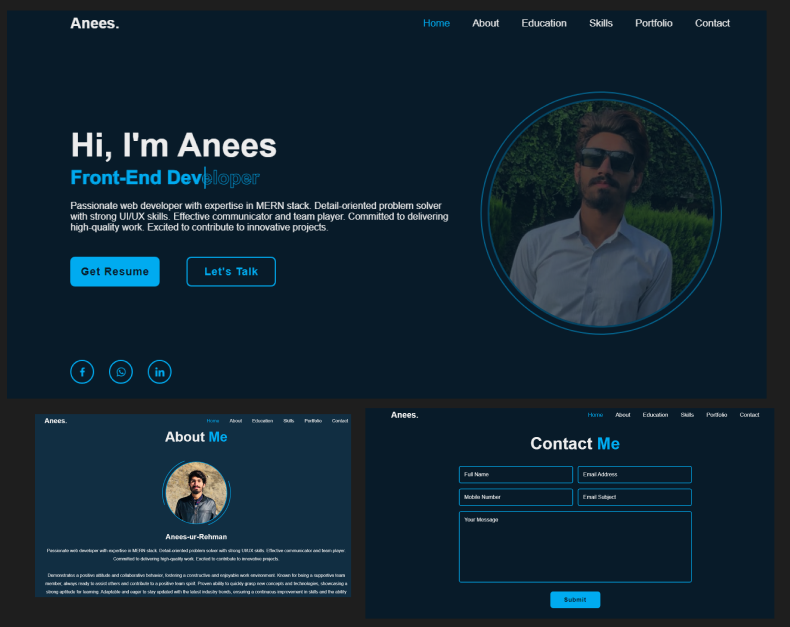 Anees.
Home About Education Skills Portfolio Contact
Hi, I'm Anees
Front-End Developer
Passionate web developer with expertise in MERN stack. Detail-oriented problem solver
with strong UI/UX skills. Effective communicator and team player. Committed to delivering
high-quality work. Excited to contribute to innovative projects.
Get Resume Let's Talk
Anees.
Home About Education Skills Portfolio Contact
About Me
Anees-ur-Rehman
Passionate web developer with expertise in MERN stack. Detail-oriented problem solver with strong UI/UX skills. Effective communicator and team player
Committed to delivering high-quality work. Excited to contribute to innovative projects.
Demonstrates a positive attitude and collaborative behavior, fostering a constructive and enjoyable work environment. Known for being a supportive team
member, always ready to assist others and contribute to a positive team spirit. Proven ability to quickly grasp new concepts and technologies, showcasing a
strong aptitude for learning. Adaptable and eager to stay updated with the latest industry trends, ensuring a continuous improvement in skills and the ability
Anees.
Home About Education Skills Portfolio Contact
Contact Me
Full Name Email Address
Mobile Number Email Subject
Your Message
Submit